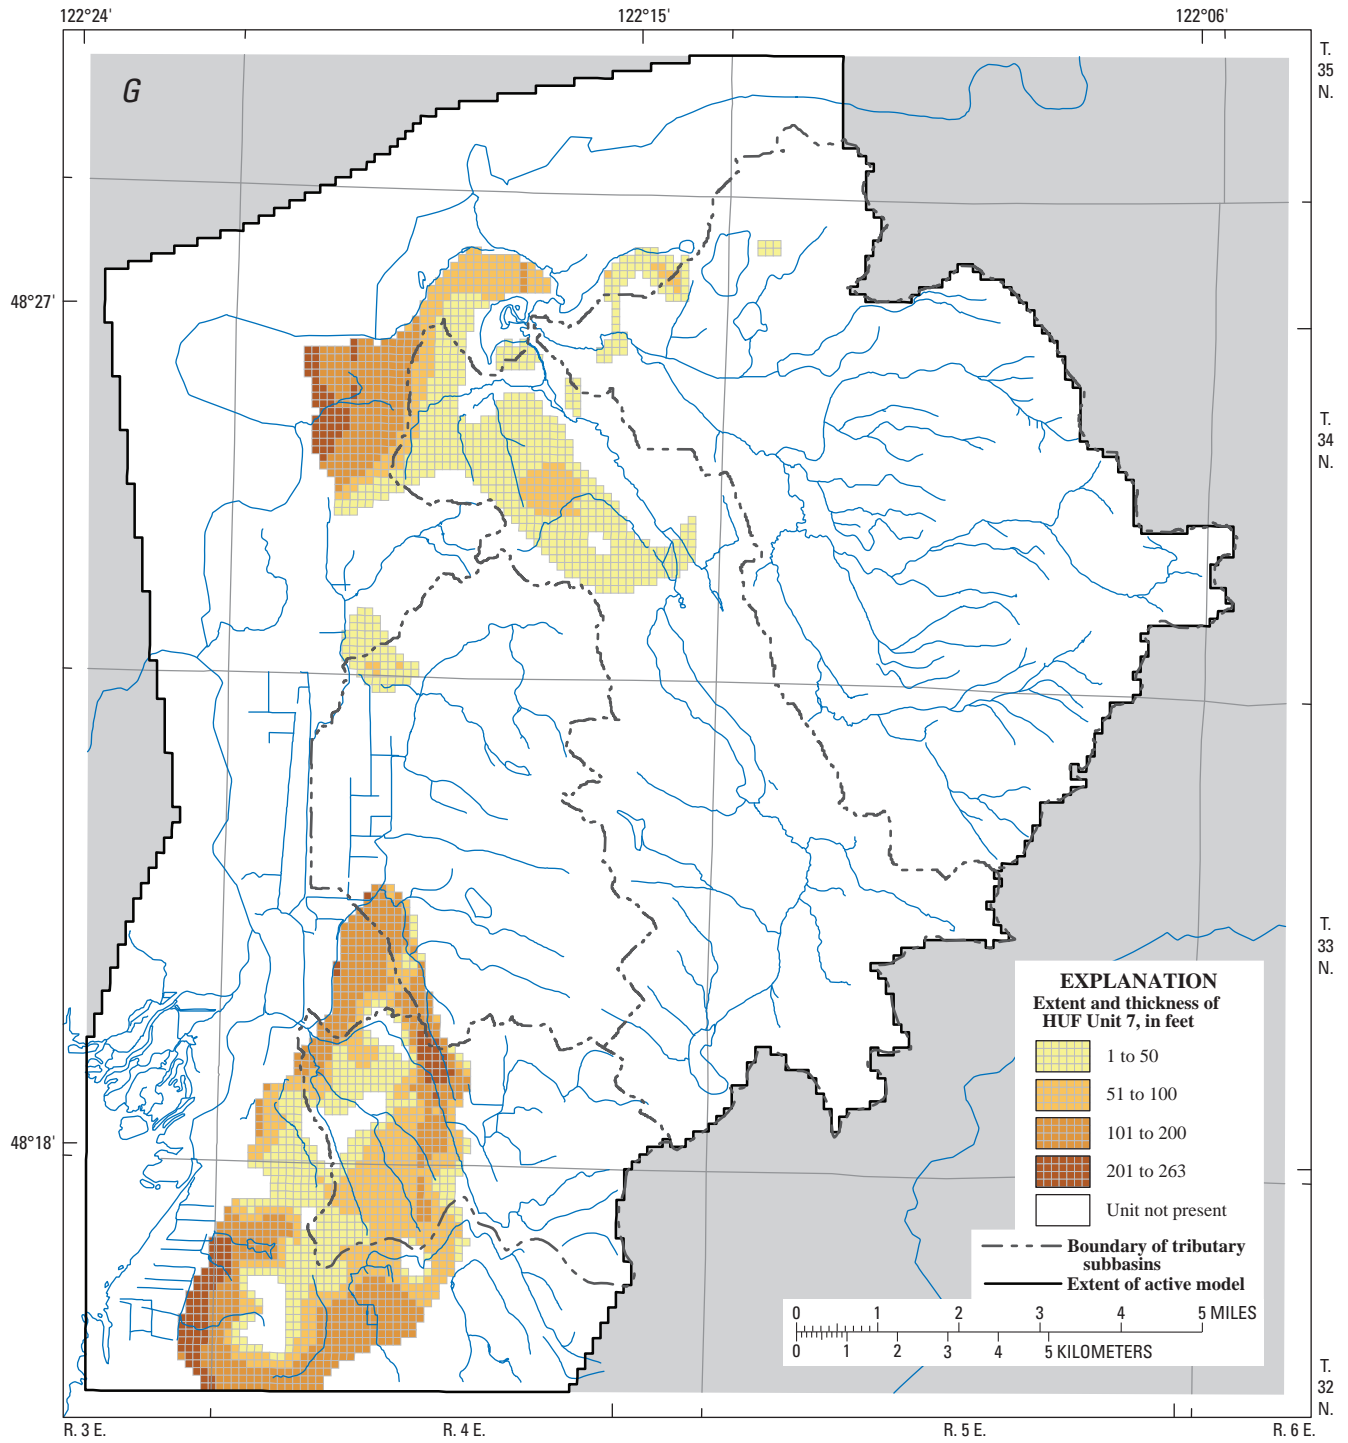 122°24'
122°15'
122°06'
G
T.
35
N.
48°27'
T.
34
N.
T.
33
N.
48°18'
EXPLANATION
Extent and thickness of
HUF Unit 7, in feet
1 to 50
51 to 100
101 to 200
201 to 263
Unit not present
Boundary of tributary
subbasins
Extent of active model
0 1 2 3 4 5 MILES
0 1 2 3 4 5 KILOMETERS
T.
32
N.
R. 3 E.
R. 4 E.
R. 5 E.
R. 6 E.